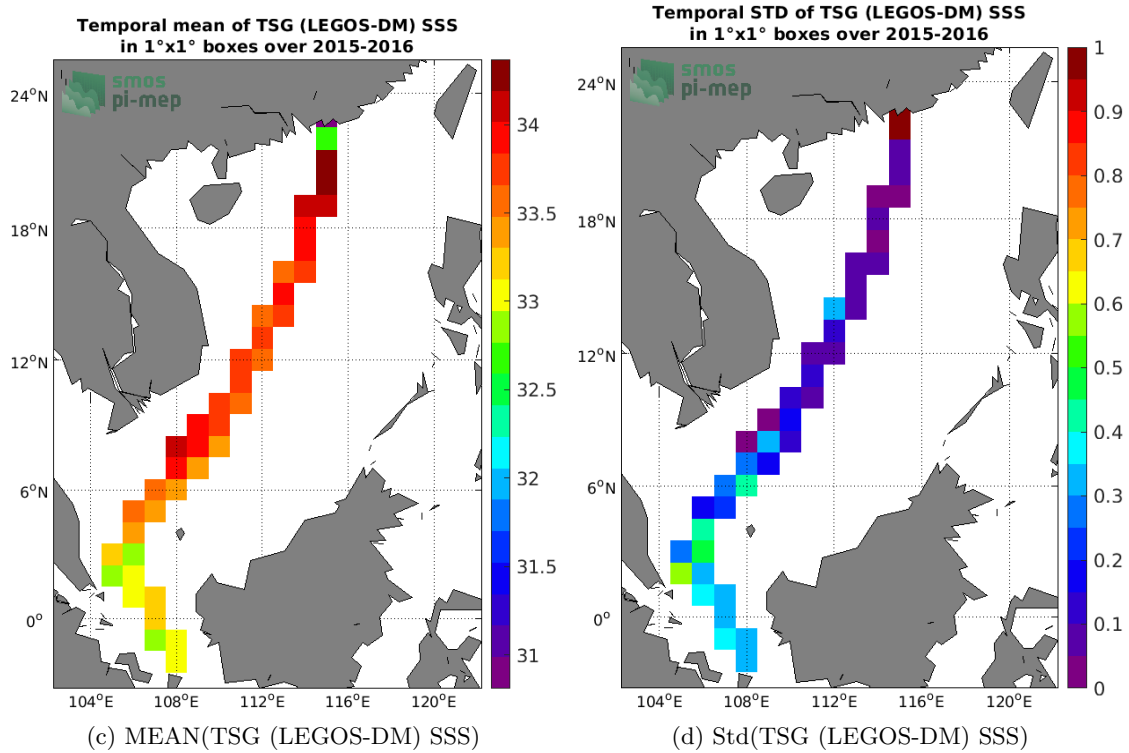 Temporal mean of TSG (LEGOS-DM) SSS
in 1°x1° boxes over 2015-2016
smos
pi-mep
24°N
18°N
12°N
6°N
0°
104°E
108°E
112°E
116°E
120°E
34
33.5
33
32.5
32
31.5
31
(c) MEAN(TSG (LEGOS-DM) SSS)
Temporal STD of TSG (LEGOS-DM) SSS
in 1°x1° boxes over 2015-2016
smos
pi-mep
24°N
18°N
12°N
6°N
0°
104°E
108°E
112°E
116°E
120°E
1
0.9
0.8
0.7
0.6
0.5
0.4
0.3
0.2
0.1
0
(d) Std(TSG (LEGOS-DM) SSS)